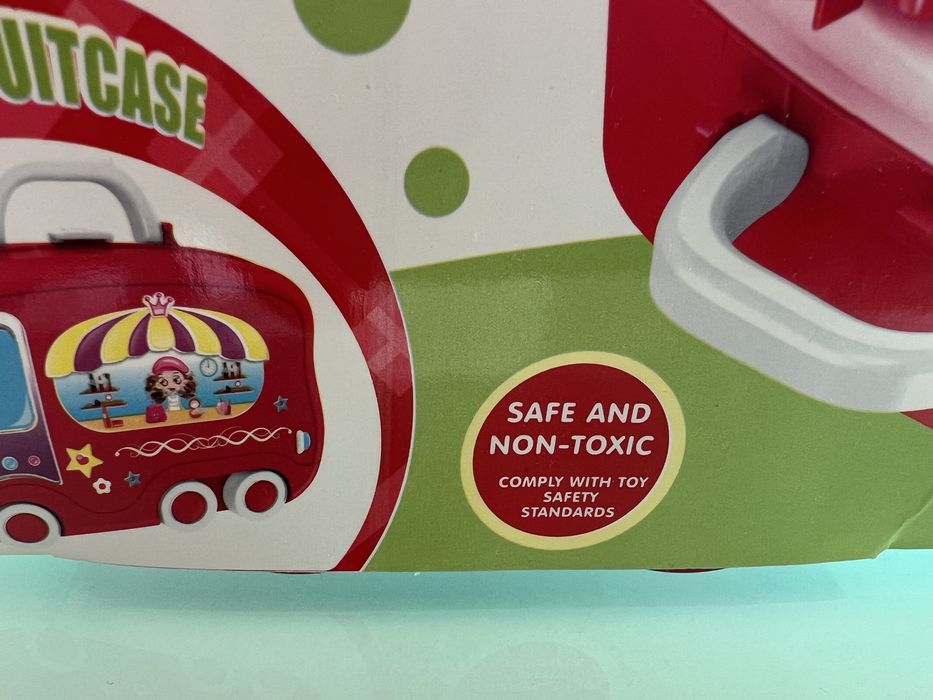 UITCASE
SAFE AND
NON-TOXIC
COMPLY WITH TOY
SAFETY
STANDARDS